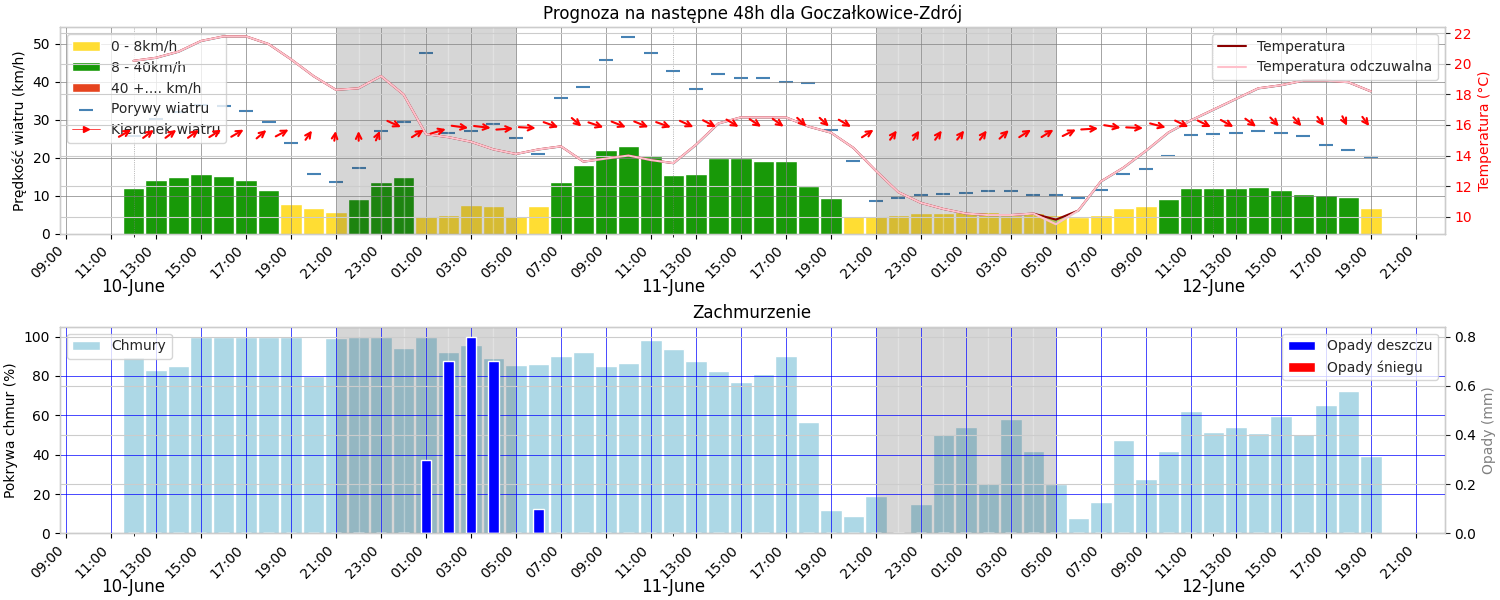 Prognoza na następne 48h dla Goczałkowice-Zdrój
0 - 8km/h
8 - 40km/h
40 +.... km/h
Porywy wiatru
Kierunek wiatru
Temperatura
Temperatura odczuwalna
Prędkość wiatru (km/h)
50
40
30
20
10
0
Temperatura (°C)
22
20
18
16
14
12
10
09:00 11:00 13:00 15:00 17:00 19:00 21:00 23:00 01:00 03:00 05:00 07:00 09:00 11:00 13:00 15:00 17:00 19:00 21:00 23:00 01:00 03:00 05:00 07:00 09:00 11:00 13:00 15:00 17:00 19:00 21:00
10-June 11-June 12-June
Zachmurzenie
Chmury
Opady deszczu
Opady śniegu
Pokrywa chmur (%)
100
80
60
40
20
0
Opady (mm)
0.8
0.6
0.4
0.2
0.0
09:00 11:00 13:00 15:00 17:00 19:00 21:00 23:00 01:00 03:00 05:00 07:00 09:00 11:00 13:00 15:00 17:00 19:00 21:00 23:00 01:00 03:00 05:00 07:00 09:00 11:00 13:00 15:00 17:00 19:00 21:00
10-June 11-June 12-June